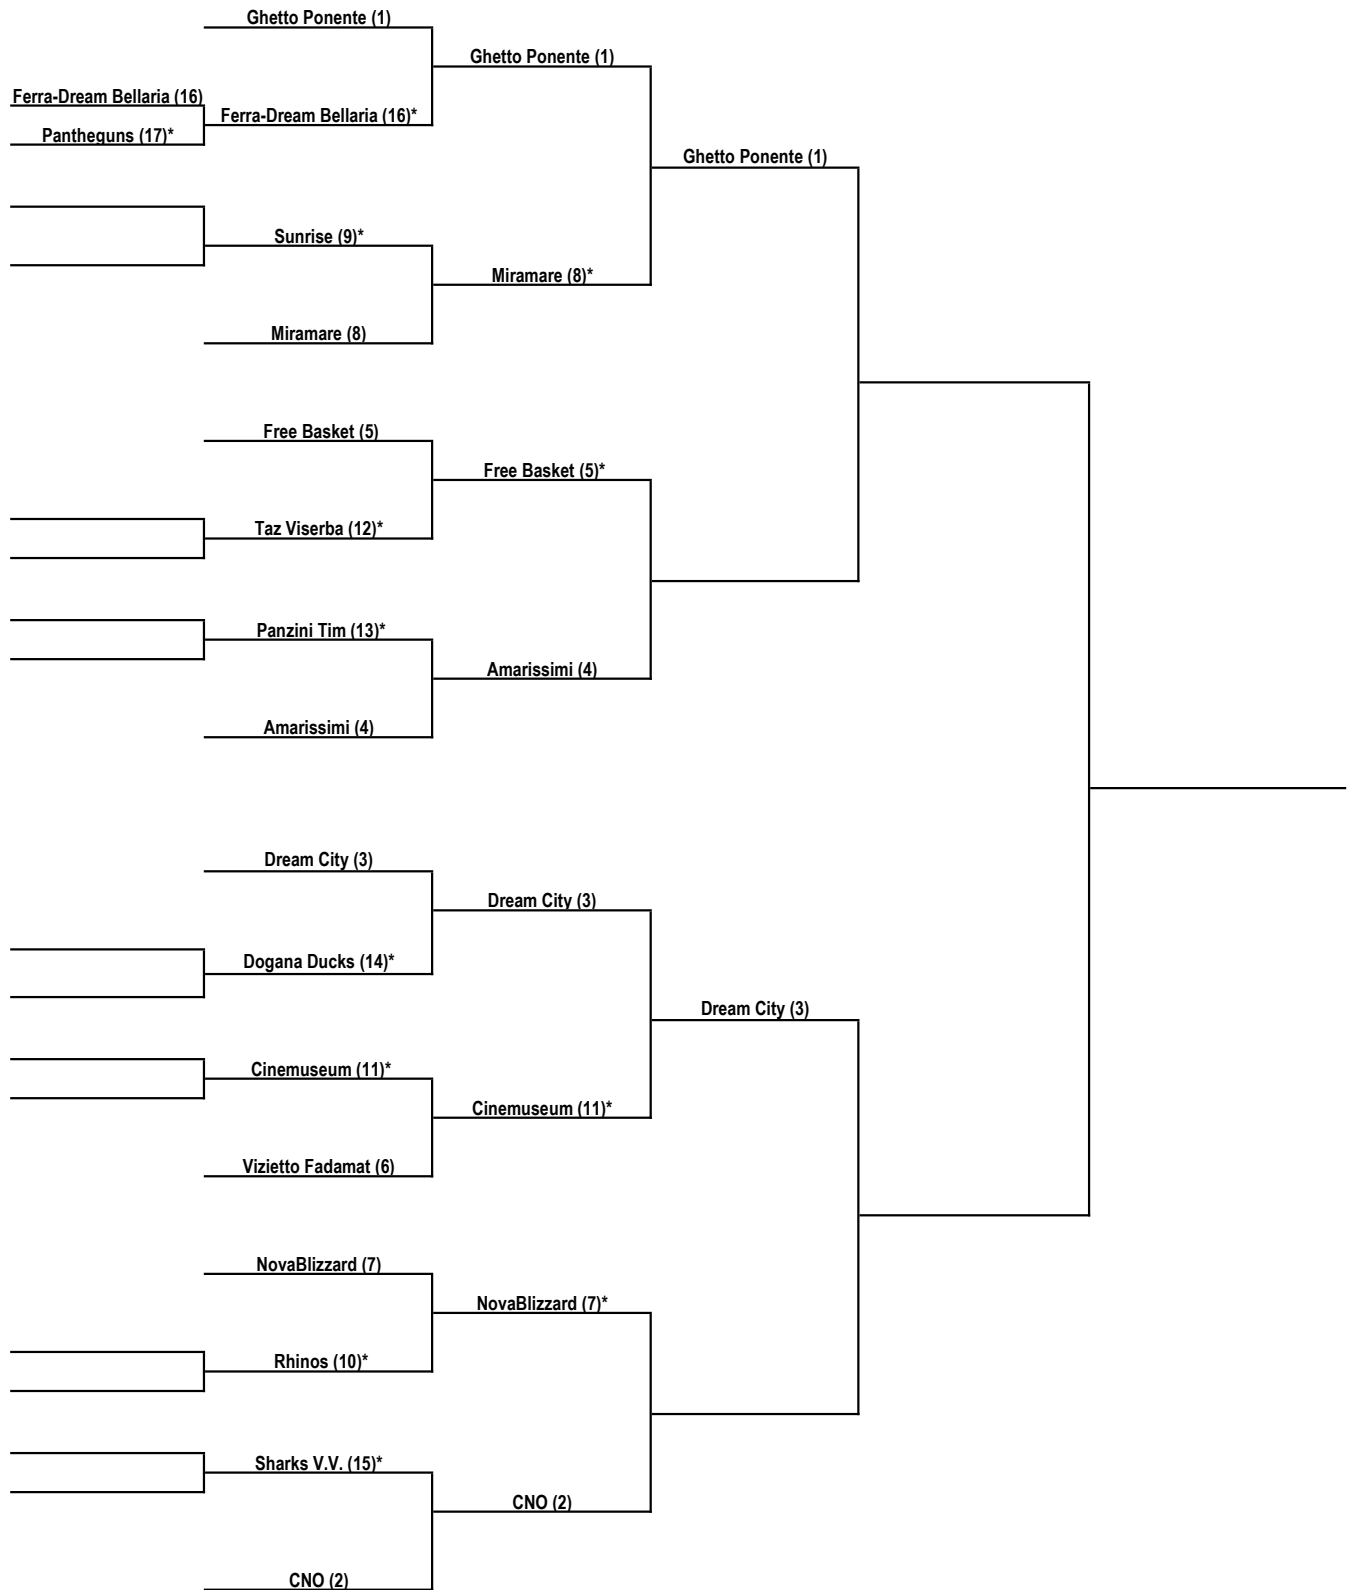 Ghetto Ponente (1)
Ghetto Ponente (1)
Ferra-Dream Bellaria (16)
Ferra-Dream Bellaria (16)*
Pantheguns (17)*
Ghetto Ponente (1)
Sunrise (9)*
Miramare (8)*
Miramare (8)
Free Basket (5)
Free Basket (5)*
Taz Viserba (12)*
Panzini Tim (13)*
Amarissimi (4)
Amarissimi (4)
Dream City (3)
Dream City (3)
Dogana Ducks (14)*
Dream City (3)
Cinemuseum (11)*
Cinemuseum (11)*
Vizietto Fadamat (6)
NovaBlizzard (7)
NovaBlizzard (7)*
Rhinos (10)*
Sharks V.V. (15)*
CNO (2)
CNO (2)